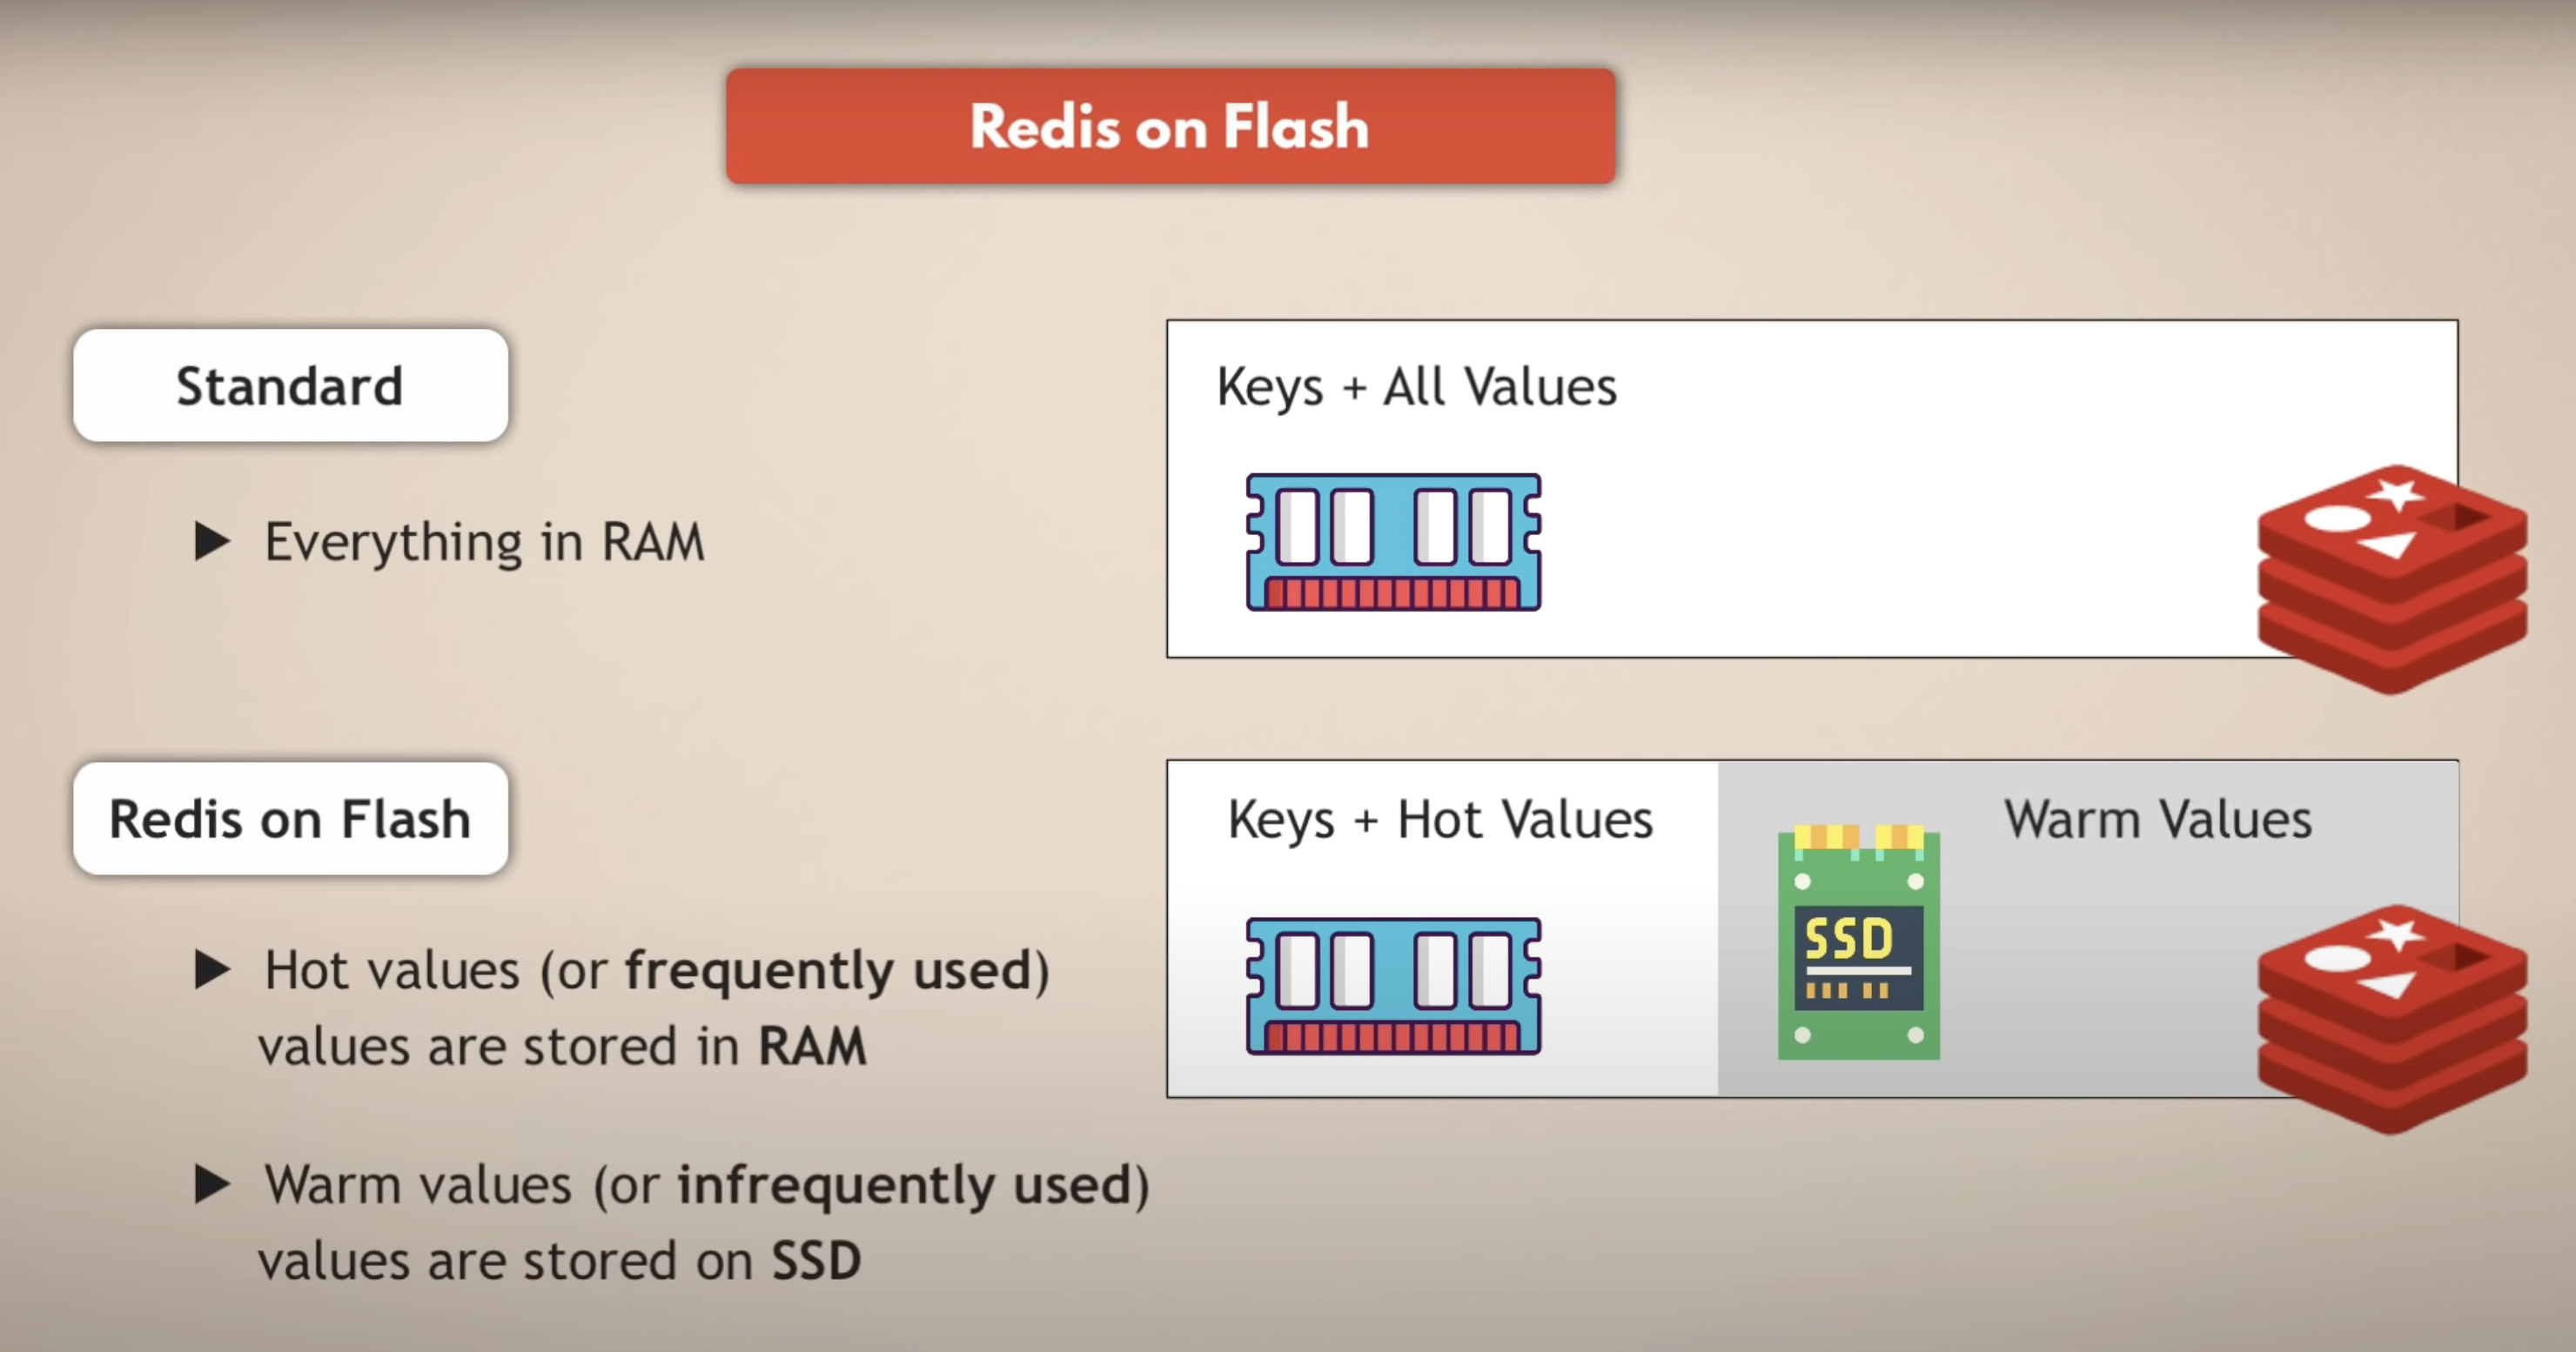 Redis on Flash
Standard
Keys + All Values
▶ Everything in RAM
Redis on Flash
Keys + Hot Values
Warm Values
SSD
▶ Hot values (or frequently used)
values are stored in RAM
▶ Warm values (or infrequently used)
values are stored on SSD